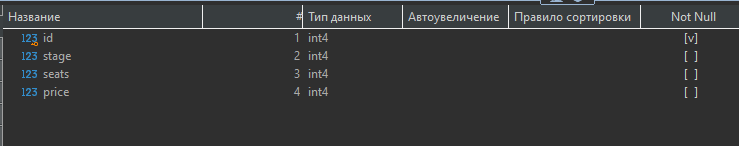 Название # Тип данных Автоувеличение Правило сортировки Not Null
123 id 1 int4 [v]
123 stage 2 int4 [ ]
123 seats 3 int4 [ ]
123 price 4 int4 [ ]